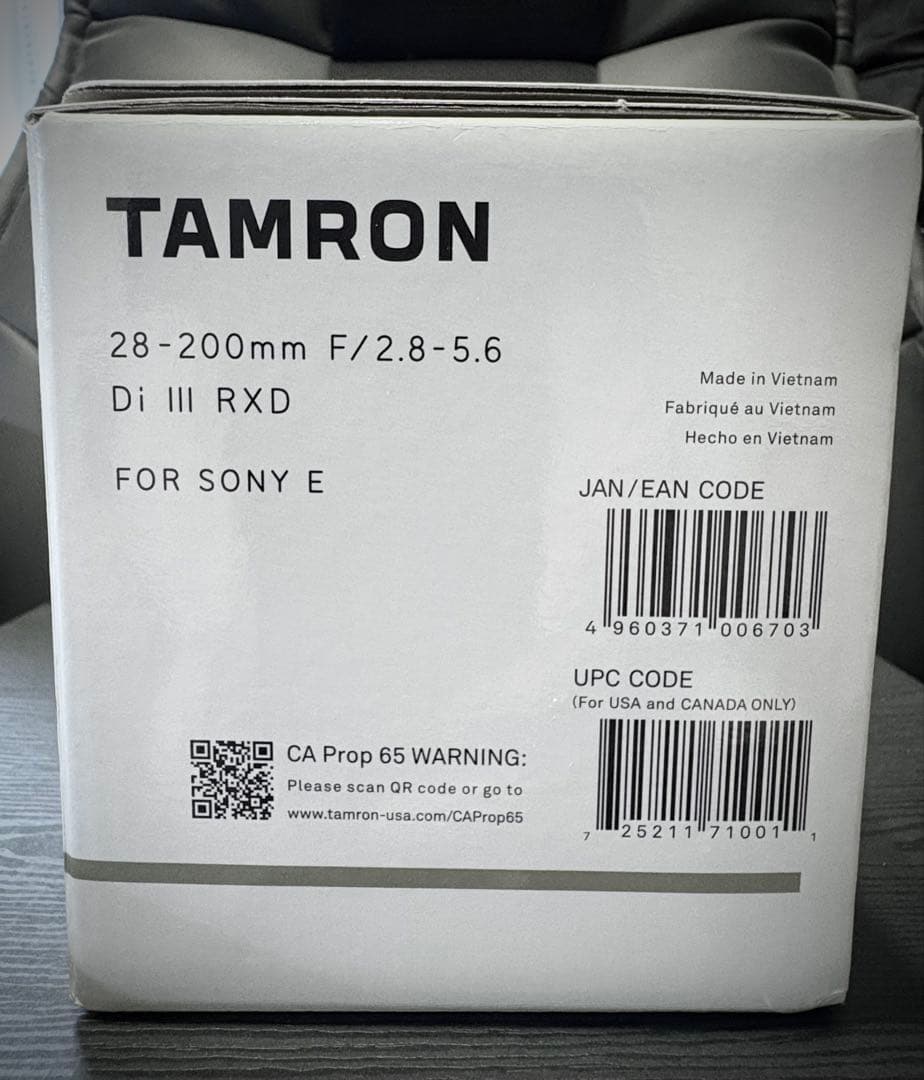 TAMRON
28-200mm F/2.8-5.6
Di III RXD
FOR SONY E
Made in Vietnam
Fabriqué au Vietnam
Hecho en Vietnam
JAN/EAN CODE
4 960371 006703
UPC CODE
(For USA and CANADA ONLY)
7 25211 71001 1
CA Prop 65 WARNING:
Please scan QR code or go to
www.tamron-usa.com/CAProp65